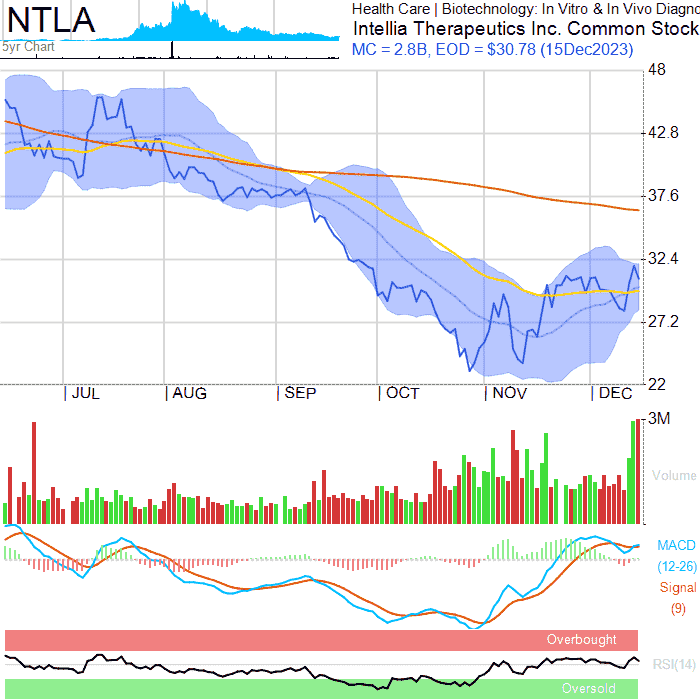 NTLA
5yr Chart
Health Care | Biotechnology: In Vitro & In Vivo Diagno
Intellia Therapeutics Inc. Common Stock
MC = 2.8B, EOD = $30.78 (15Dec2023)
48
42.8
37.6
32.4
27.2
22
JUL AUG SEP OCT NOV DEC
3M
Volume
MACD
(12-26)
Signal
(9)
Overbought
RSI(14)
Oversold